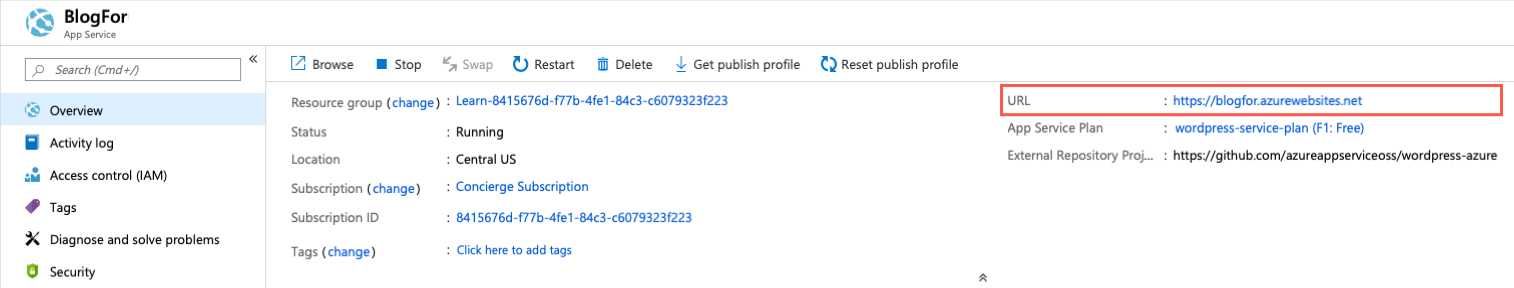 BlogFor
App Service
Search (Cmd+/)
«
Overview
Activity log
Access control (IAM)
Tags
Diagnose and solve problems
Security
Browse Stop Swap Restart Delete Get publish profile Reset publish profile
Resource group (change) : Learn-8415676d-f77b-4fe1-84c3-c6079323f223
Status : Running
Location : Central US
Subscription (change) : Concierge Subscription
Subscription ID : 8415676d-f77b-4fe1-84c3-c6079323f223
Tags (change) : Click here to add tags
URL : https://blogfor.azurewebsites.net
App Service Plan : wordpress-service-plan (F1: Free)
External Repository Proj... : https://github.com/azureappserviceoss/wordpress-azure